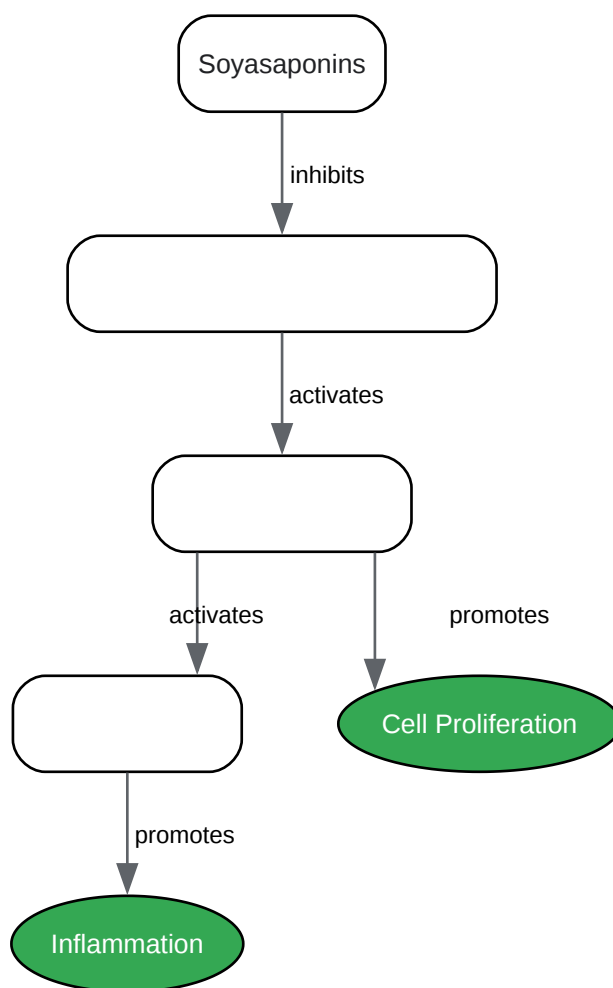 Soyasaponins
inhibits
activates
activates
promotes
Cell Proliferation
promotes
Inflammation